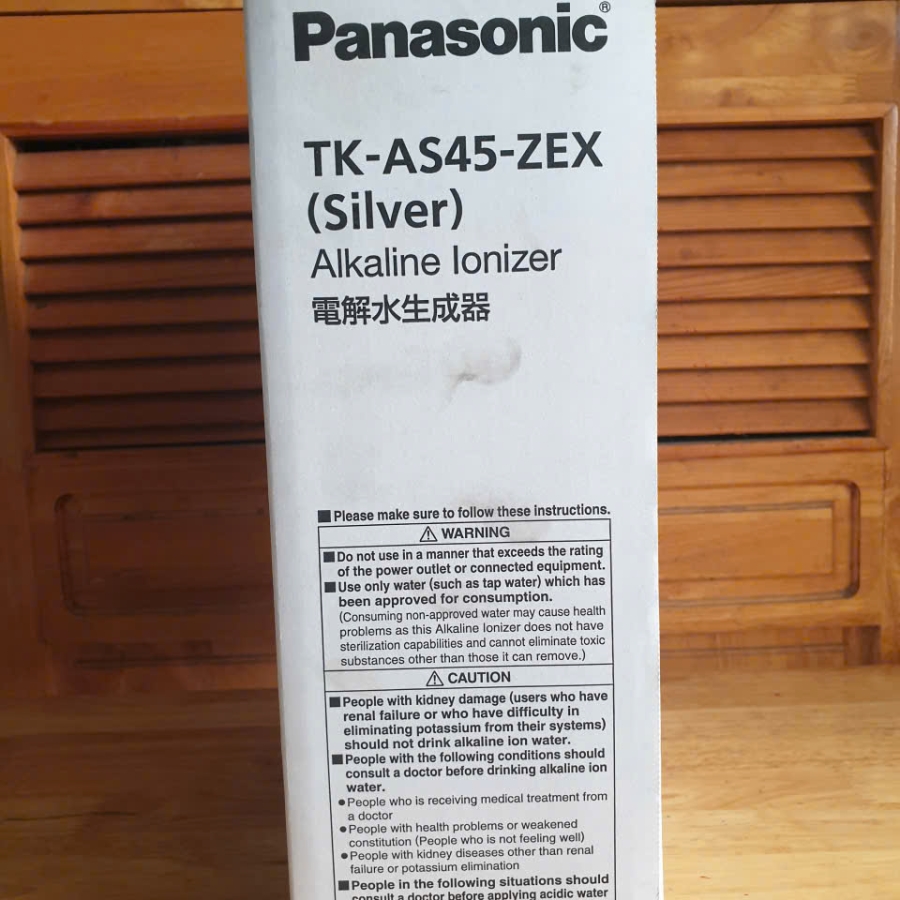 Panasonic®
TK-AS45-ZEX
(Silver)
Alkaline Ionizer
電解水生成器
■Please make sure to follow these instructions.
⚠ WARNING
■Do not use in a manner that exceeds the rating
of the power outlet or connected equipment.
■Use only water (such as tap water) which has
been approved for consumption.
(Consuming non-approved water may cause health
problems as this Alkaline Ionizer does not have
sterilization capabilities and cannot eliminate toxic
substances other than those it can remove.)
⚠ CAUTION
■People with kidney damage (users who have
renal failure or who have difficulty in
eliminating potassium from their systems)
should not drink alkaline ion water.
■People with the following conditions should
consult a doctor before drinking alkaline ion
water.
●People who is receiving medical treatment from
a doctor
●People with health problems or weakened
constitution (People who is not feeling well)
●People with kidney diseases other than renal
failure or potassium elimination
■People in the following situations should
consult a doctor before applying acidic water